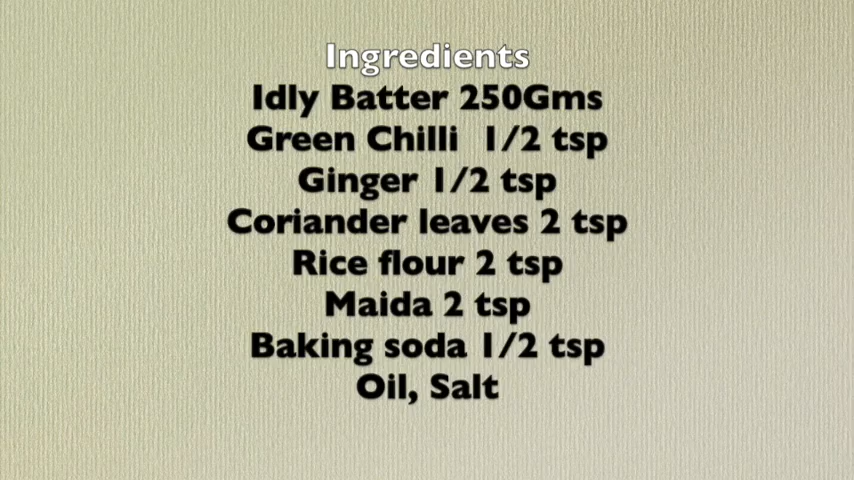 Ingredients
Idly Batter 250Gms
Green Chilli 1/2 tsp
Ginger 1/2 tsp
Coriander leaves 2 tsp
Rice flour 2 tsp
Maida 2 tsp
Baking soda 1/2 tsp
Oil, Salt